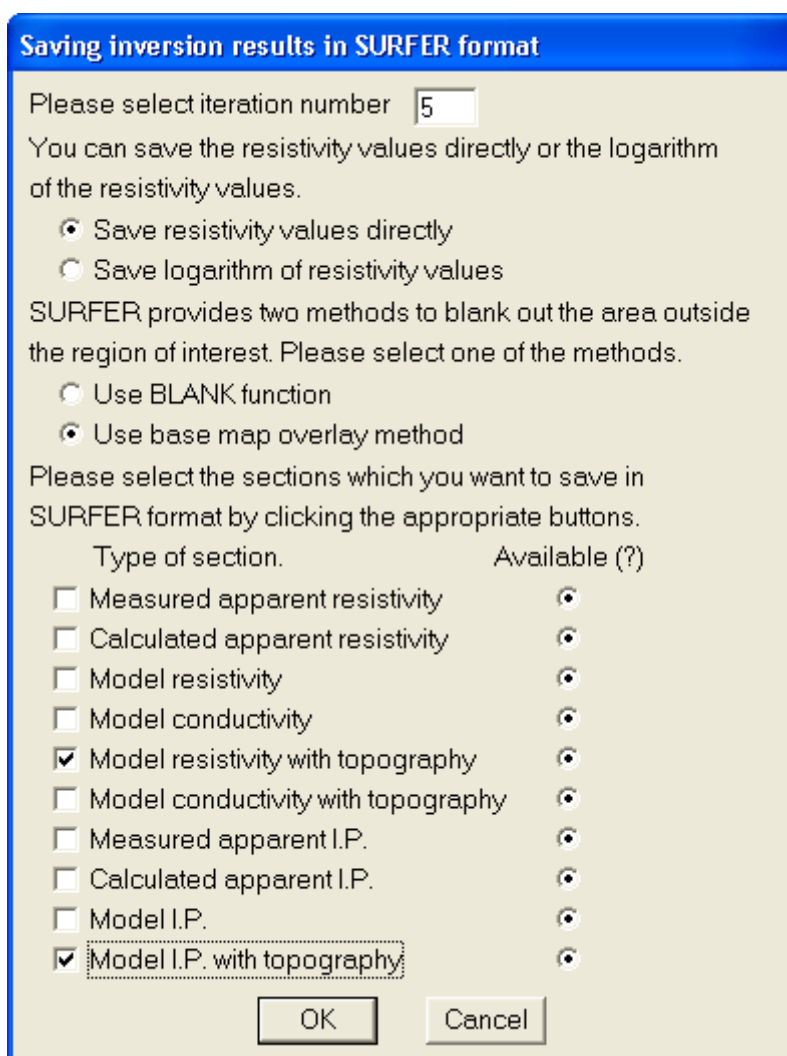 Saving inversion results in SURFER format
Please select iteration number 5
You can save the resistivity values directly or the logarithm
of the resistivity values.
Save resistivity values directly
Save logarithm of resistivity values
SURFER provides two methods to blank out the area outside
the region of interest. Please select one of the methods.
Use BLANK function
Use base map overlay method
Please select the sections which you want to save in
SURFER format by clicking the appropriate buttons.
Type of section. Available (?)
Measured apparent resistivity
Calculated apparent resistivity
Model resistivity
Model conductivity
Model resistivity with topography
Model conductivity with topography
Measured apparent I.P.
Calculated apparent I.P.
Model I.P.
Model I.P. with topography
OK Cancel